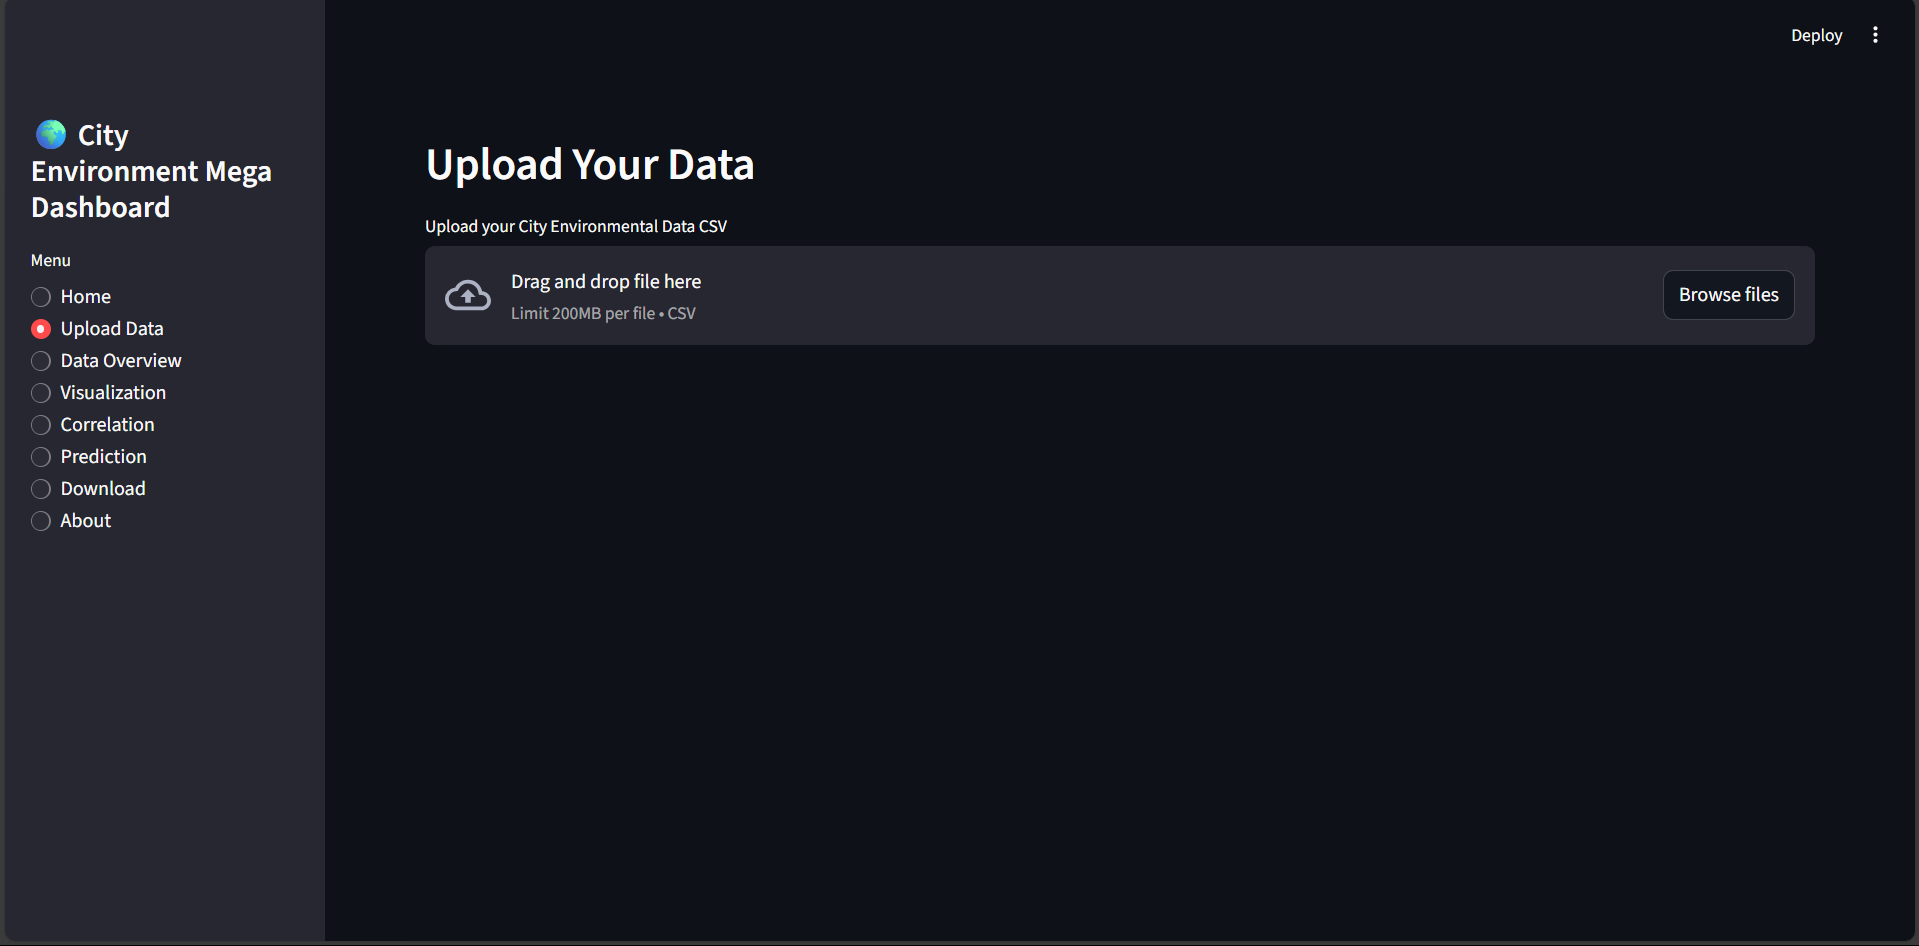 City
Environment Mega
Dashboard
Menu
Home
Upload Data
Data Overview
Visualization
Correlation
Prediction
Download
About
Deploy
Upload Your Data
Upload your City Environmental Data CSV
Drag and drop file here
Limit 200MB per file • CSV
Browse files